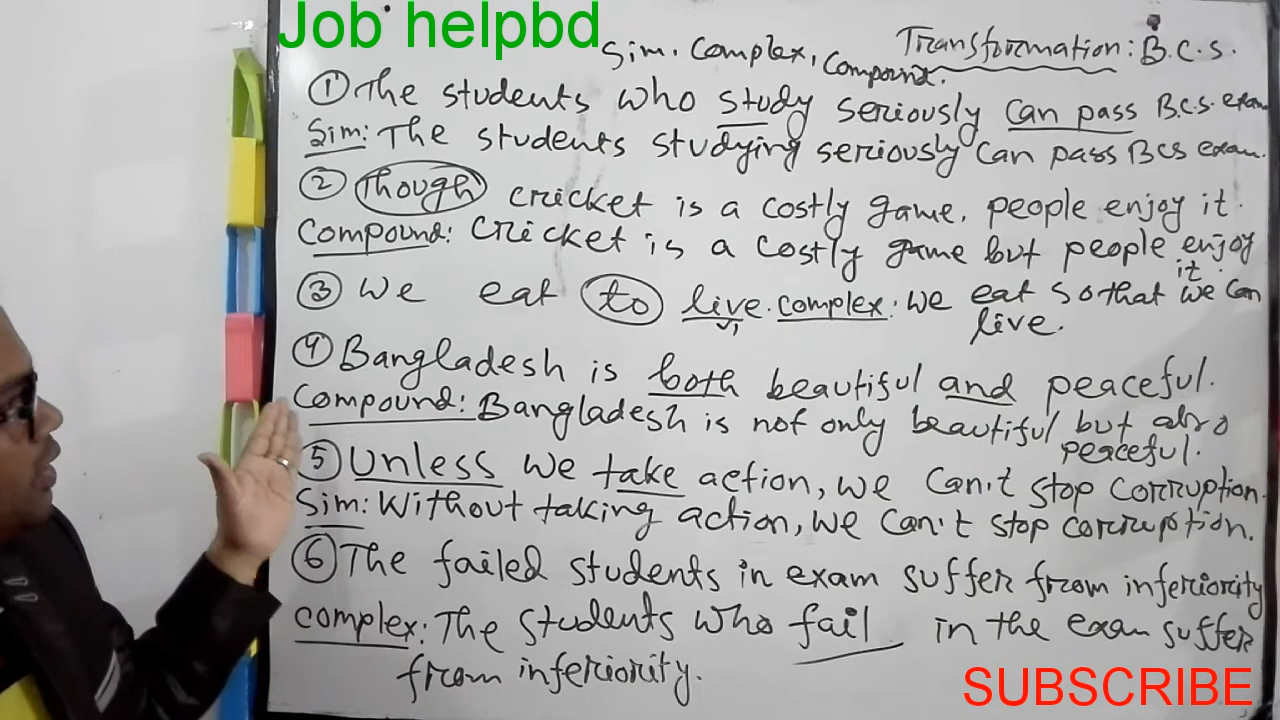 Job helpbd
Transformation: B.C.S.
Sim. Complex, Compound.
① The students who study seriously can pass B.C.S. exam
Sim: The students studying seriously can pass BCS exam.
② Though cricket is a costly game, people enjoy it.
Compound: Cricket is a costly game but people enjoy
it.
③ We eat to live. complex: We eat so that we can
V1 live.
④ Bangladesh is both beautiful and peaceful.
Compound: Bangladesh is not only beautiful but also
peaceful.
⑤ Unless we take action, we can't stop corruption.
Sim: Without taking action, we can't stop corruption.
⑥ The failed students in exam suffer from inferiority
complex: The students who fail in the exam suffer
from inferiority.
SUBSCRIBE